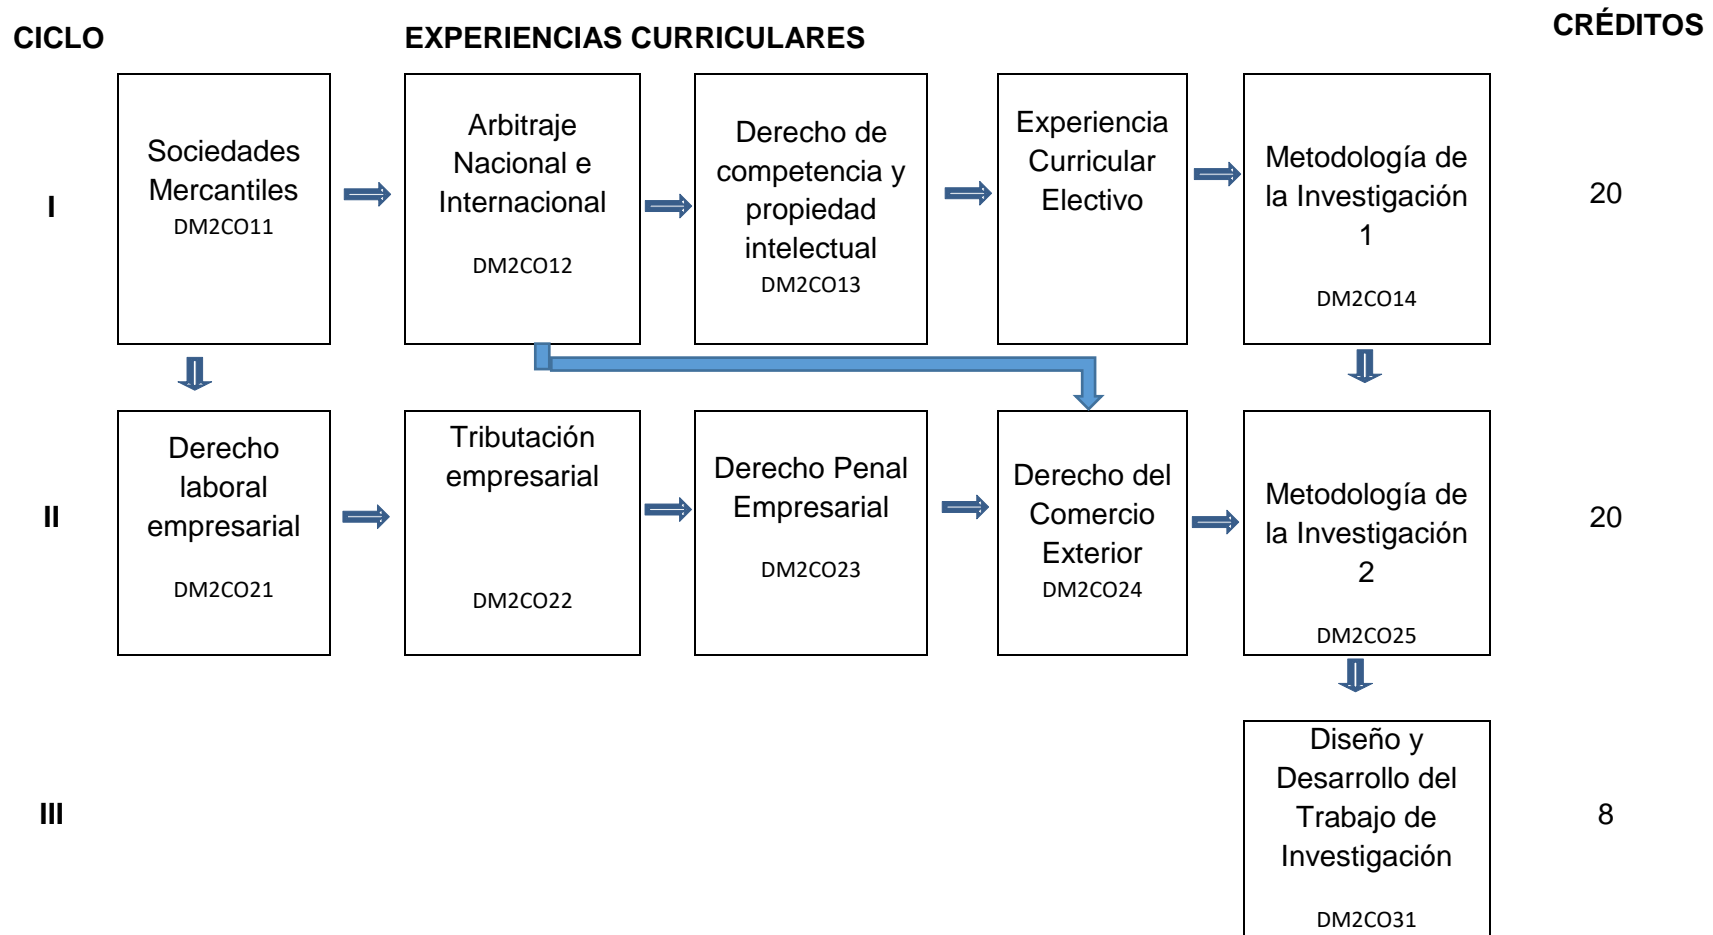 CICLO
EXPERIENCIAS CURRICULARES
CRÉDITOS
I
Sociedades
Mercantiles
DM2CO11
Arbitraje
Nacional e
Internacional
DM2CO12
Derecho de
competencia y
propiedad
intelectual
DM2CO13
Experiencia
Curricular
Electivo
Metodología de
la Investigación
1
DM2CO14
20
II
Derecho
laboral
empresarial
DM2CO21
Tributación
empresarial
DM2CO22
Derecho Penal
Empresarial
DM2CO23
Derecho del
Comercio
Exterior
DM2CO24
Metodología de
la Investigación
2
DM2CO25
20
III
Diseño y
Desarrollo del
Trabajo de
Investigación
DM2CO31
8